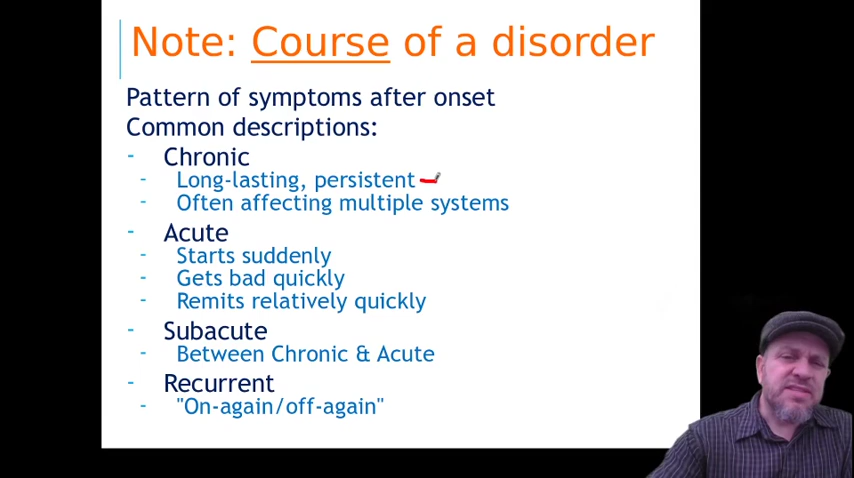 Note: Course of a disorder
Pattern of symptoms after onset
Common descriptions:
- Chronic
- Long-lasting, persistent
- Often affecting multiple systems
- Acute
- Starts suddenly
- Gets bad quickly
- Remits relatively quickly
- Subacute
- Between Chronic & Acute
- Recurrent
- "On-again/off-again"